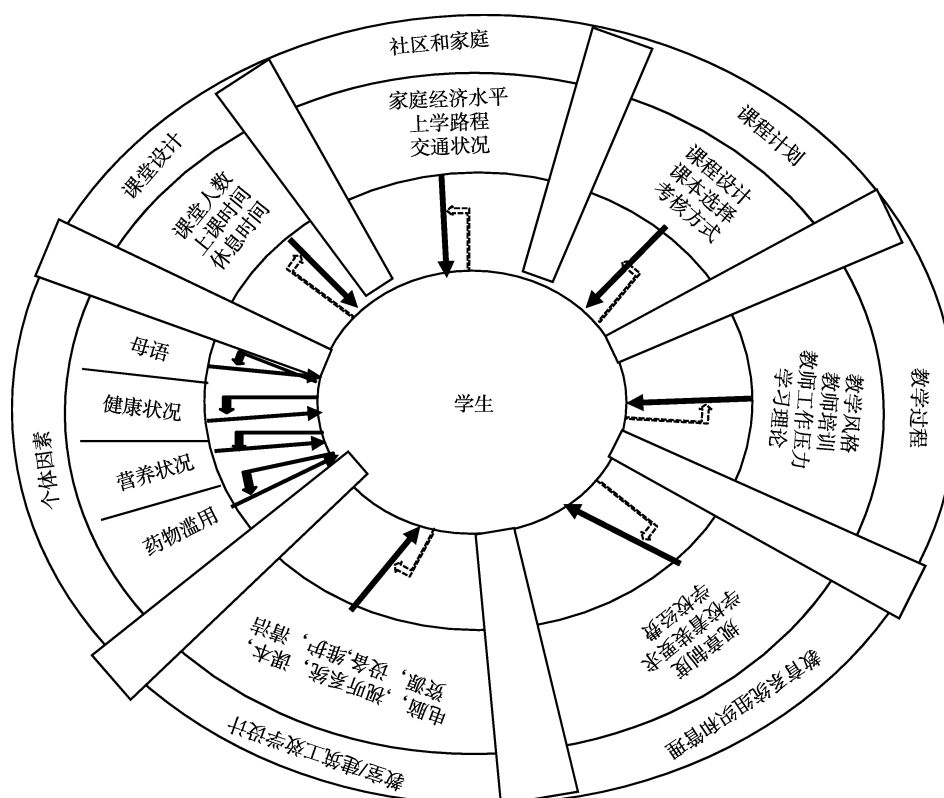 社区和家庭
家庭经济水平
上学路程
交通状况
课程计划
课程设计
课本选择
考核方式
教学过程
教学风格
教师培训
教师工作压力
学习理论
教育系统组织和管理
规章制度
学校着装要求
学校经费
教室/建筑工效学设计
电脑,视听系统,课本,
资源,设备,维护,清洁
个体因素
母语
健康状况
营养状况
药物滥用
课堂设计
课堂人数
上课时间
休息时间
学生